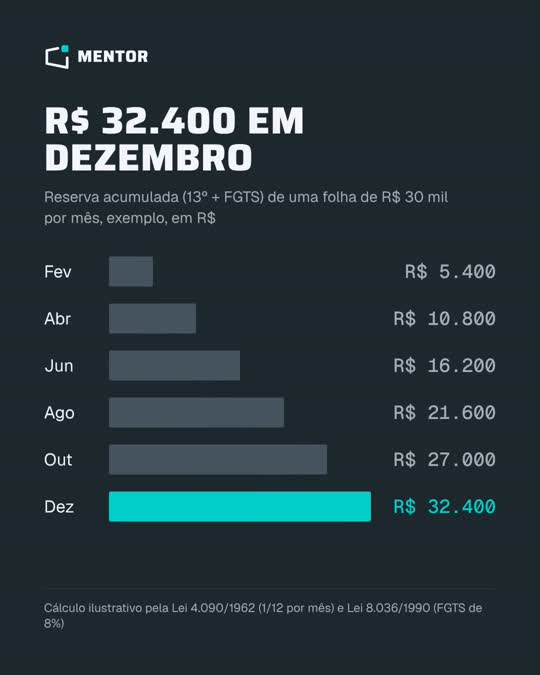 MENTOR
R$ 32.400 EM
DEZEMBRO
Reserva acumulada (13º + FGTS) de uma folha de R$ 30 mil
por mês, exemplo, em R$
Fev R$ 5.400
Abr R$ 10.800
Jun R$ 16.200
Ago R$ 21.600
Out R$ 27.000
Dez R$ 32.400
Cálculo ilustrativo pela Lei 4.090/1962 (1/12 por mês) e Lei 8.036/1990 (FGTS de
8%)